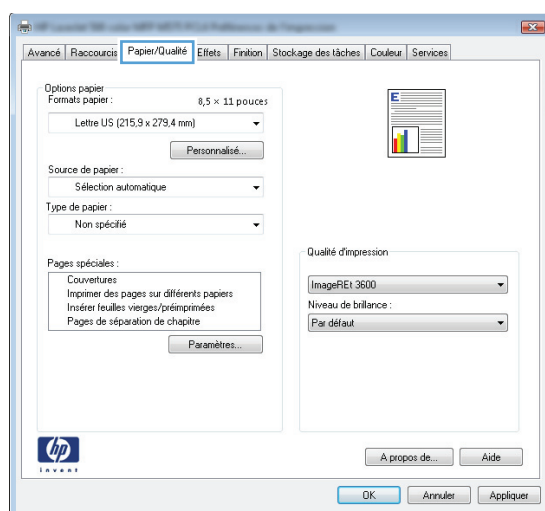 Avancé Raccourcis Papier/Qualité Effets Finition Stockage des tâches Couleur Services
Options papier
Formats papier : 8,5 × 11 pouces
Lettre US (215,9 x 279,4 mm)
Personnalisé...
Source de papier :
Sélection automatique
Type de papier :
Non spécifié
Pages spéciales :
Couvertures
Imprimer des pages sur différents papiers
Insérer feuilles vierges/préimprimées
Pages de séparation de chapitre
Paramètres...
E
Qualité d'impression
ImageREt 3600
Niveau de brillance :
Par défaut
hp
invent
A propos de... Aide
OK Annuler Appliquer